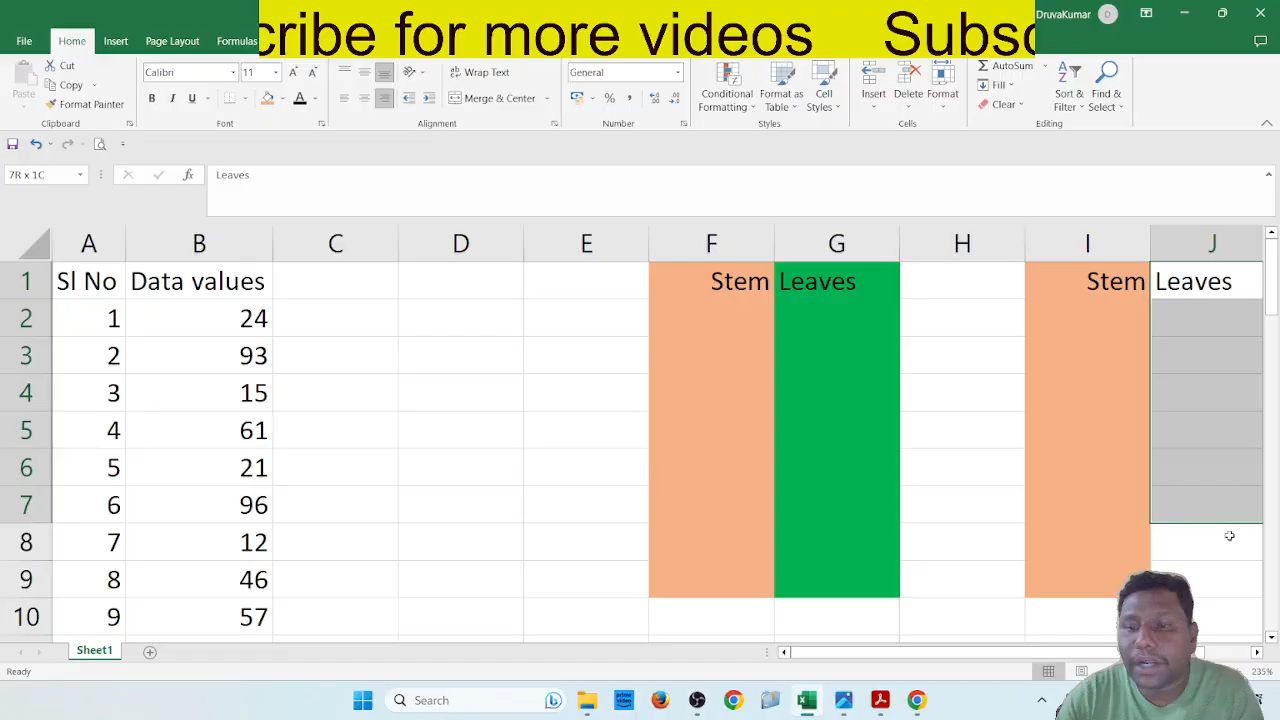 cribe for more videos Subsc
DruvaKumar D
File Home Insert Page Layout Formulas
Cut
Copy
Format Painter
Paste
Clipboard
Calibri 11
B I U
Font
Wrap Text
Merge & Center
Alignment
General
Number
Conditional Formatting
Format as Table
Cell Styles
Styles
Insert Delete Format
Cells
AutoSum
Fill
Clear
Sort & Filter
Find & Select
Editing
7R x 1C fx Leaves
A B C D E F G H I J
1 Sl No Data values Stem Leaves Stem Leaves
2 1 24
3 2 93
4 3 15
5 4 61
6 5 21
7 6 96
8 7 12
9 8 46
10 9 57
Sheet1
Ready 235%
Search